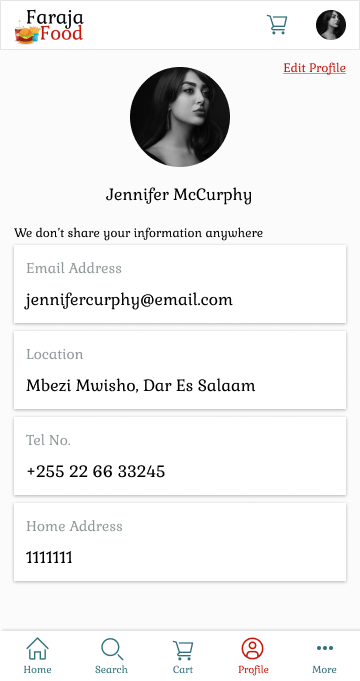 Faraja
Food
Edit Profile
Jennifer McCurphy
We don't share your information anywhere
Email Address
jennifercurphy@email.com
Location
Mbezi Mwisho, Dar Es Salaam
Tel No.
+255 22 66 33245
Home Address
1111111
Home Search Cart Profile More